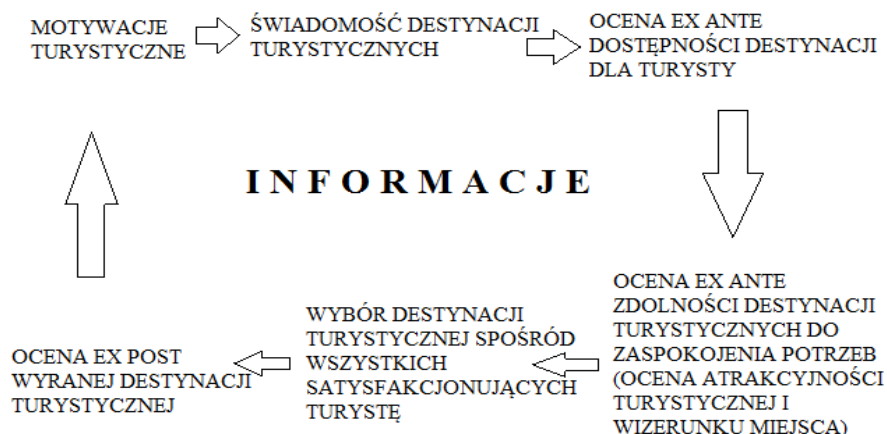 MOTYWACJE
TURYSTYCZNE
ŚWIADOMOŚĆ DESTYNACJI
TURYSTYCZNYCH
OCENA EX ANTE
DOSTĘPNOŚCI DESTYNACJI
DLA TURYSTY
INFORMACJE
OCENA EX ANTE
ZDOLNOŚCI DESTYNACJI
TURYSTYCZNYCH DO
ZASPOKOJENIA POTRZEB
(OCENA ATRAKCYJNOŚCI
TURYSTYCZNEJ I
WIZERUNKU MIEJSCA)
WYBÓR DESTYNACJI
TURYSTYCZNEJ SPOŚRÓD
WSZYSTKICH
SATYSFAKCJONUJĄCYCH
TURYSTĘ
OCENA EX POST
WYRANEJ DESTYNACJI
TURYSTYCZNEJ